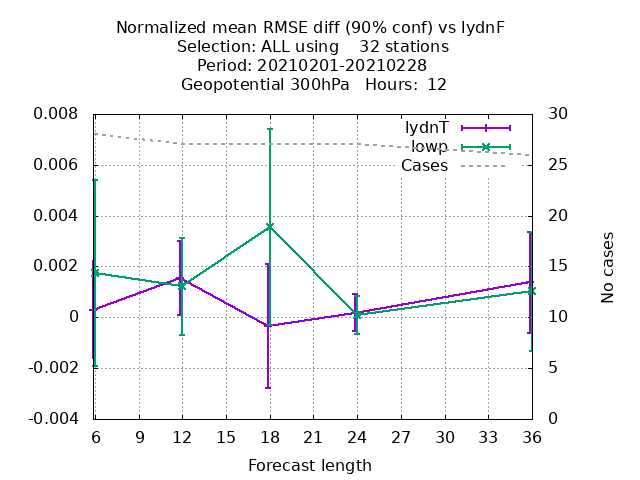 Normalized mean RMSE diff (90% conf) vs lydnF
Selection: ALL using    32 stations
Period: 20210201-20210228
Geopotential 300hPa   Hours:  12
0.008
0.006
0.004
0.002
0
-0.002
-0.004
30
25
20
15
10
5
0
lydnT
lowp
Cases
No cases
6 9 12 15 18 21 24 27 30 33 36
Forecast length